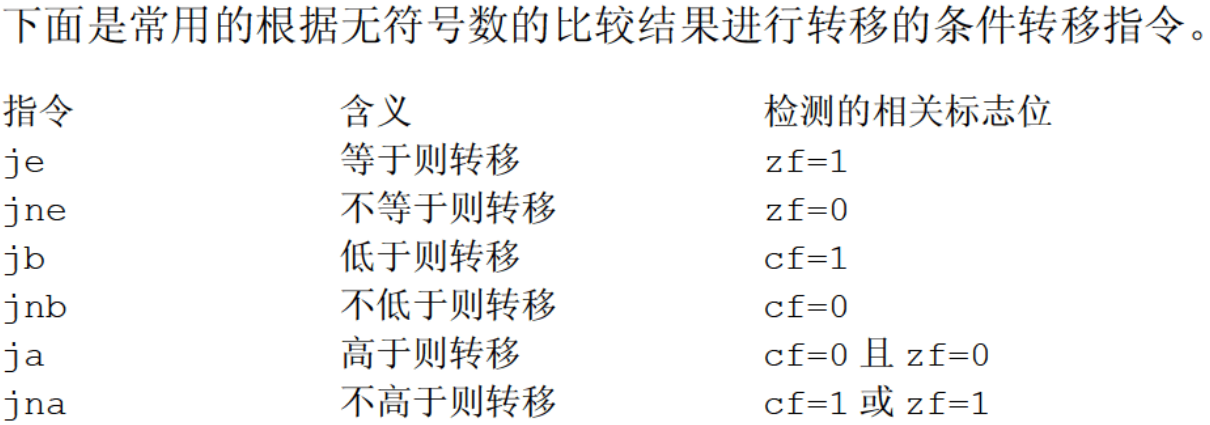 下面是常用的根据无符号数的比较结果进行转移的条件转移指令。
指令 含义 检测的相关标志位
je 等于则转移 zf=1
jne 不等于则转移 zf=0
jb 低于则转移 cf=1
jnb 不低于则转移 cf=0
ja 高于则转移 cf=0 且 zf=0
jna 不高于则转移 cf=1 或 zf=1